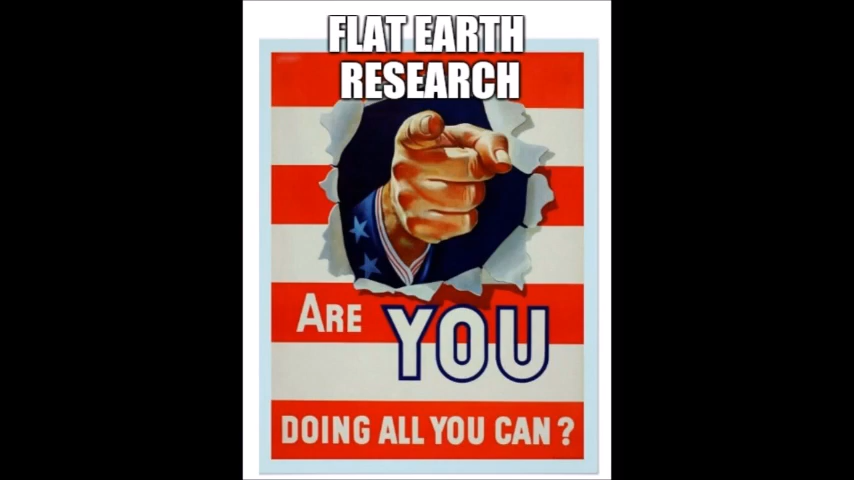 FLAT EARTH
RESEARCH
ARE YOU
DOING ALL YOU CAN?